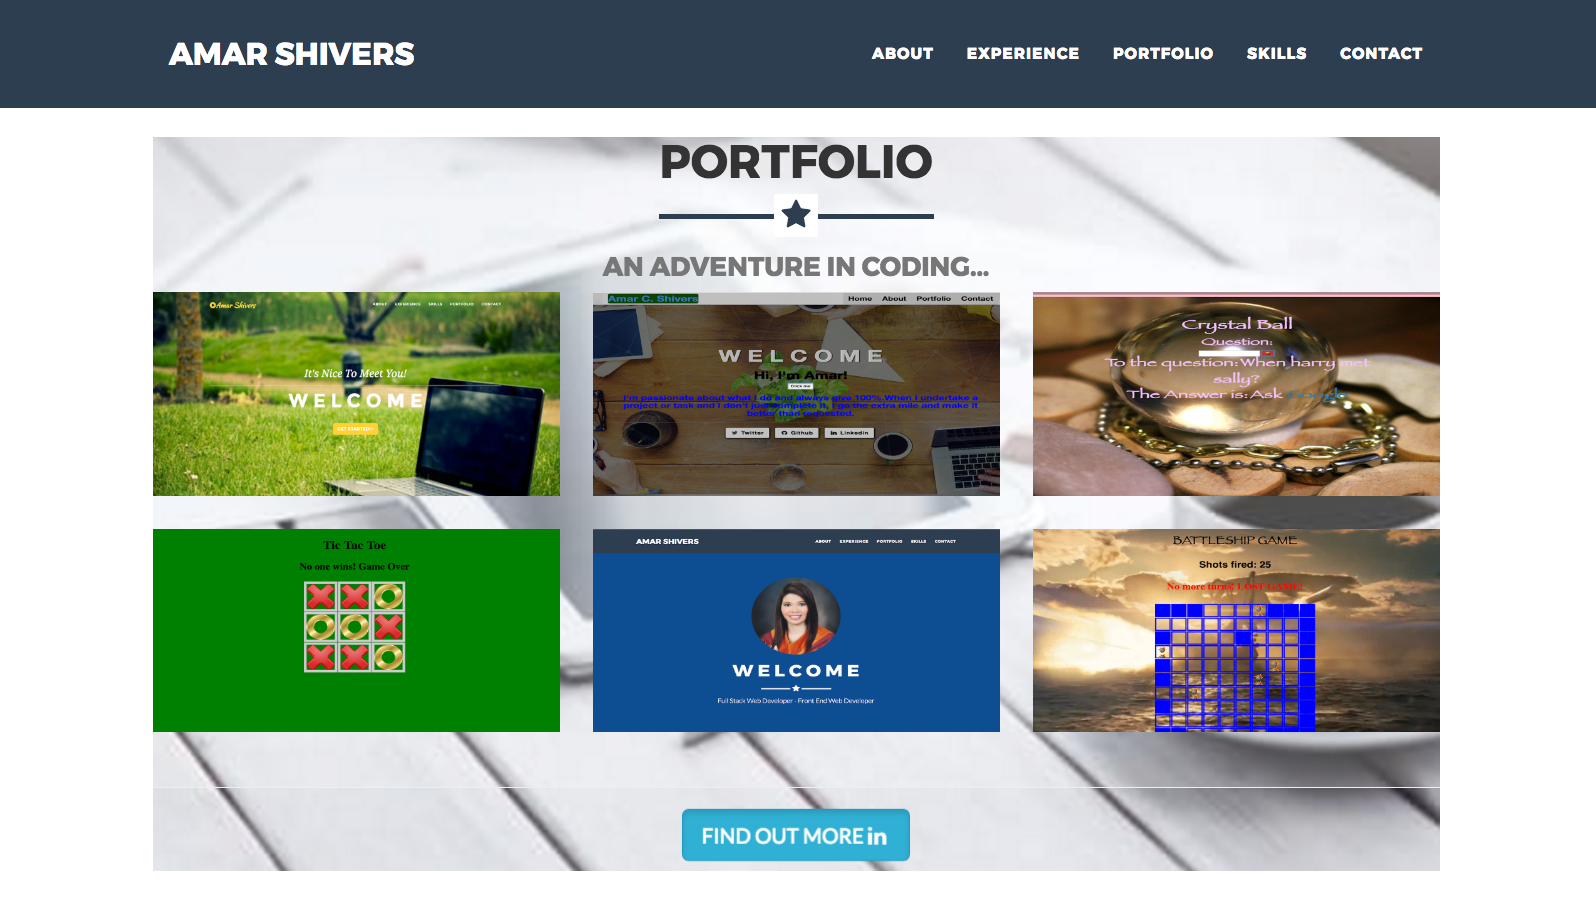 AMAR SHIVERS
ABOUT EXPERIENCE PORTFOLIO SKILLS CONTACT
PORTFOLIO
AN ADVENTURE IN CODING...
Amar Shivers
ABOUT EXPERIENCE SKILLS PORTFOLIO CONTACT
It's Nice To Meet You!
WELCOME
GET STARTED
Amar C. Shivers
Home About Portfolio Contact
WELCOME
Hi, I'm Amar!
Click me
I'm passionate about what I do and always give 100%. When I undertake a
project or task and I don't just complete it, I go the extra mile and make it
better than requested.
Twitter Github Linkedin
Crystal Ball
Question:
To the question: When harry met
sally?
The Answer is: Ask Google
Tic Tac Toe
No one wins! Game Over
AMAR SHIVERS
ABOUT EXPERIENCE PORTFOLIO SKILLS CONTACT
WELCOME
Full Stack Web Developer - Front End Web Developer
BATTLESHIP GAME
Shots fired: 25
No more turns! LOST GAME!
FIND OUT MORE in